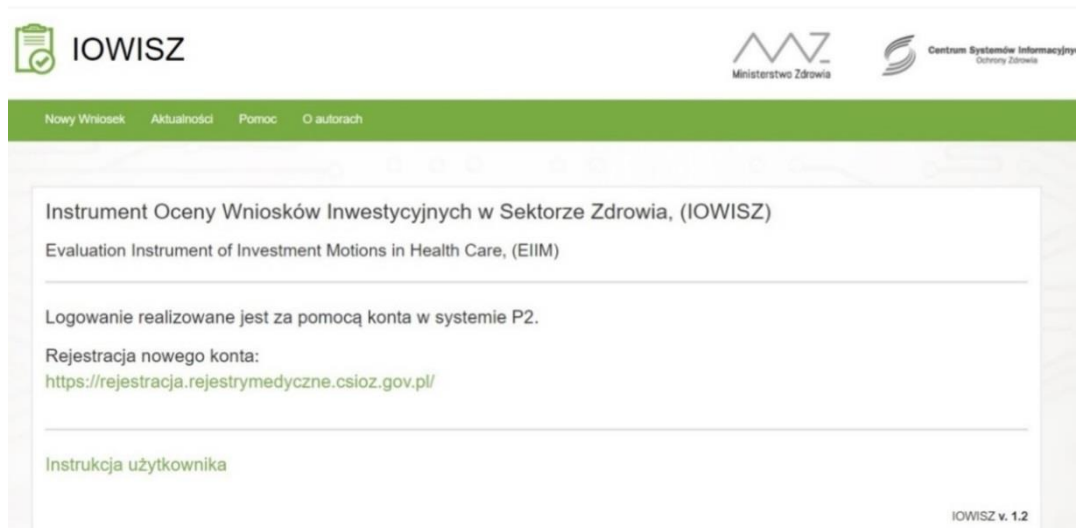 IOWISZ
Ministerstwo Zdrowia
Centrum Systemów
Ochrony Zdrowia
Nowy Wniosek Aktualności Pomoc O autorach
Instrument Oceny Wniosków Inwestycyjnych w Sektorze Zdrowia, (IOWISZ)
Evaluation Instrument of Investment Motions in Health Care, (EIIM)
Logowanie realizowane jest za pomocą konta w systemie P2.
Rejestracja nowego konta:
https://rejestracja.rejestrymedyczne.csioz.gov.pl/
Instrukcja użytkownika
IOWISZ v. 1.2